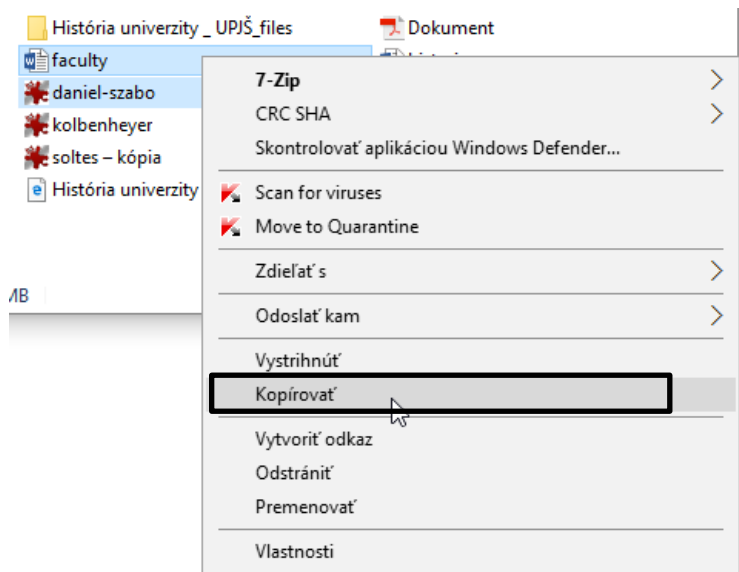 História univerzity _ UPJŠ_files
Dokument
faculty
daniel-szabo
kolbenheyer
soltes – kópia
História univerzity
MB
7-Zip
CRC SHA
Skontrolovať aplikáciou Windows Defender...
Scan for viruses
Move to Quarantine
Zdieľať s
Odoslať kam
Vystrihnúť
Kopírovať
Vytvoriť odkaz
Odstrániť
Premenovať
Vlastnosti